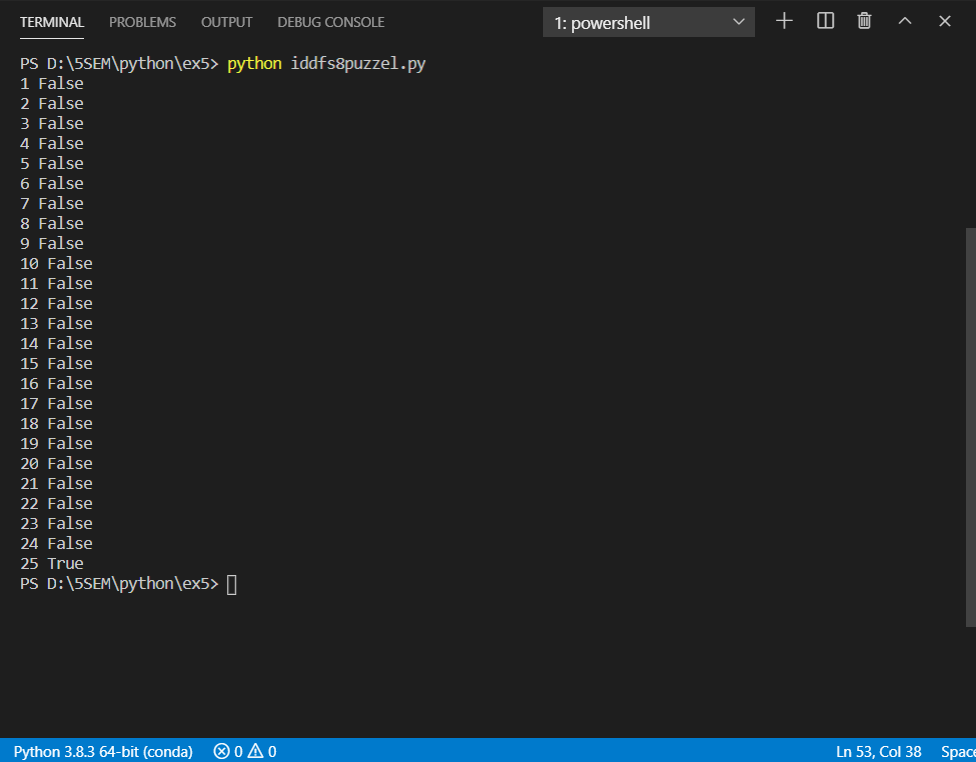 TERMINAL PROBLEMS OUTPUT DEBUG CONSOLE 1: powershell
PS D:\5SEM\python\ex5> python iddfs8puzzel.py
1 False
2 False
3 False
4 False
5 False
6 False
7 False
8 False
9 False
10 False
11 False
12 False
13 False
14 False
15 False
16 False
17 False
18 False
19 False
20 False
21 False
22 False
23 False
24 False
25 True
PS D:\5SEM\python\ex5>
Python 3.8.3 64-bit (conda) 0 0 Ln 53, Col 38 Space